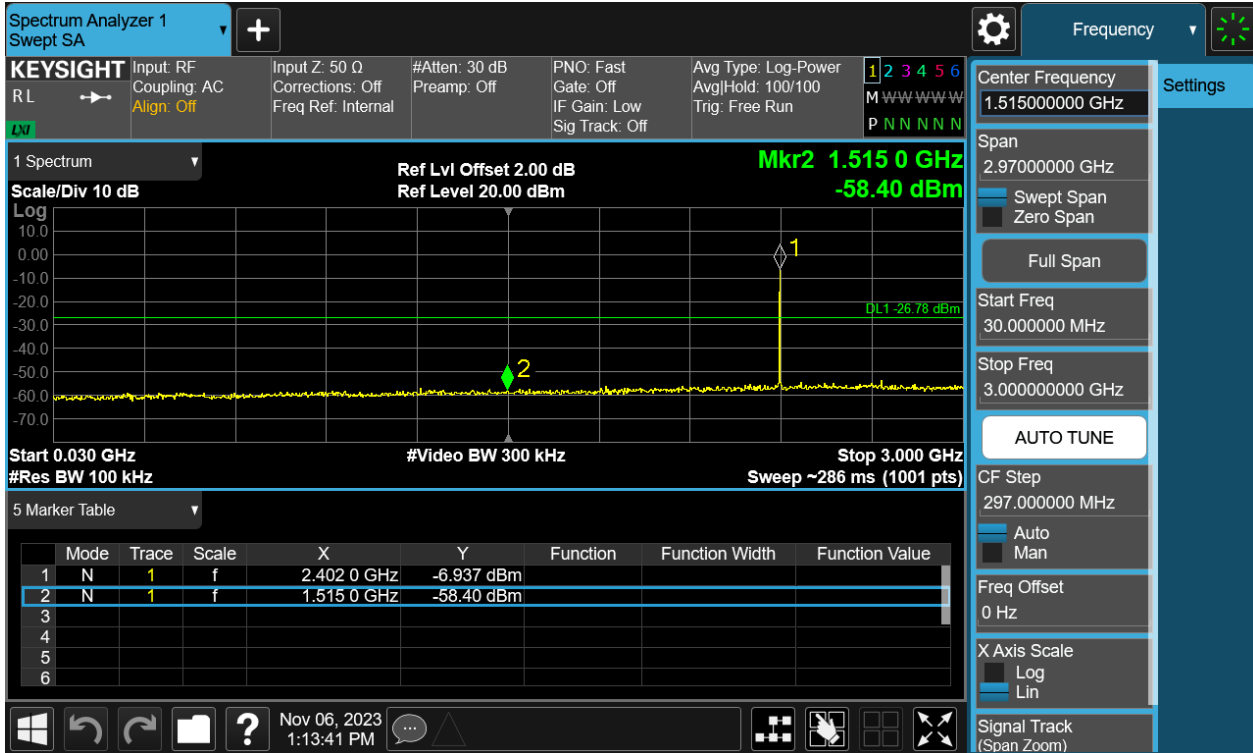 Spectrum Analyzer 1
Swept SA
Frequency
KEYSIGHT
RL
LXI
Input: RF
Coupling: AC
Align: Off
Input Z: 50 Ω
Corrections: Off
Freq Ref: Internal
#Atten: 30 dB
Preamp: Off
PNO: Fast
Gate: Off
IF Gain: Low
Sig Track: Off
Avg Type: Log-Power
Avg|Hold: 100/100
Trig: Free Run
1 2 3 4 5 6
M W W W W W
P N N N N N
1 Spectrum
Scale/Div 10 dB
Ref Lvl Offset 2.00 dB
Ref Level 20.00 dBm
Mkr2 1.515 0 GHz
-58.40 dBm
Log
10.0
0.00
-10.0
-20.0
-30.0
-40.0
-50.0
-60.0
-70.0
1
DL1 -26.78 dBm
2
Start 0.030 GHz
#Video BW 300 kHz
Stop 3.000 GHz
#Res BW 100 kHz
Sweep ~286 ms (1001 pts)
5 Marker Table
Mode Trace Scale X Y Function Function Width Function Value
1 N 1 f 2.402 0 GHz -6.937 dBm
2 N 1 f 1.515 0 GHz -58.40 dBm
3
4
5
6
?
Nov 06, 2023
1:13:41 PM
Settings
Center Frequency
1.515000000 GHz
Span
2.97000000 GHz
Swept Span
Zero Span
Full Span
Start Freq
30.000000 MHz
Stop Freq
3.000000000 GHz
AUTO TUNE
CF Step
297.000000 MHz
Auto
Man
Freq Offset
0 Hz
X Axis Scale
Log
Lin
Signal Track
(Span Zoom)